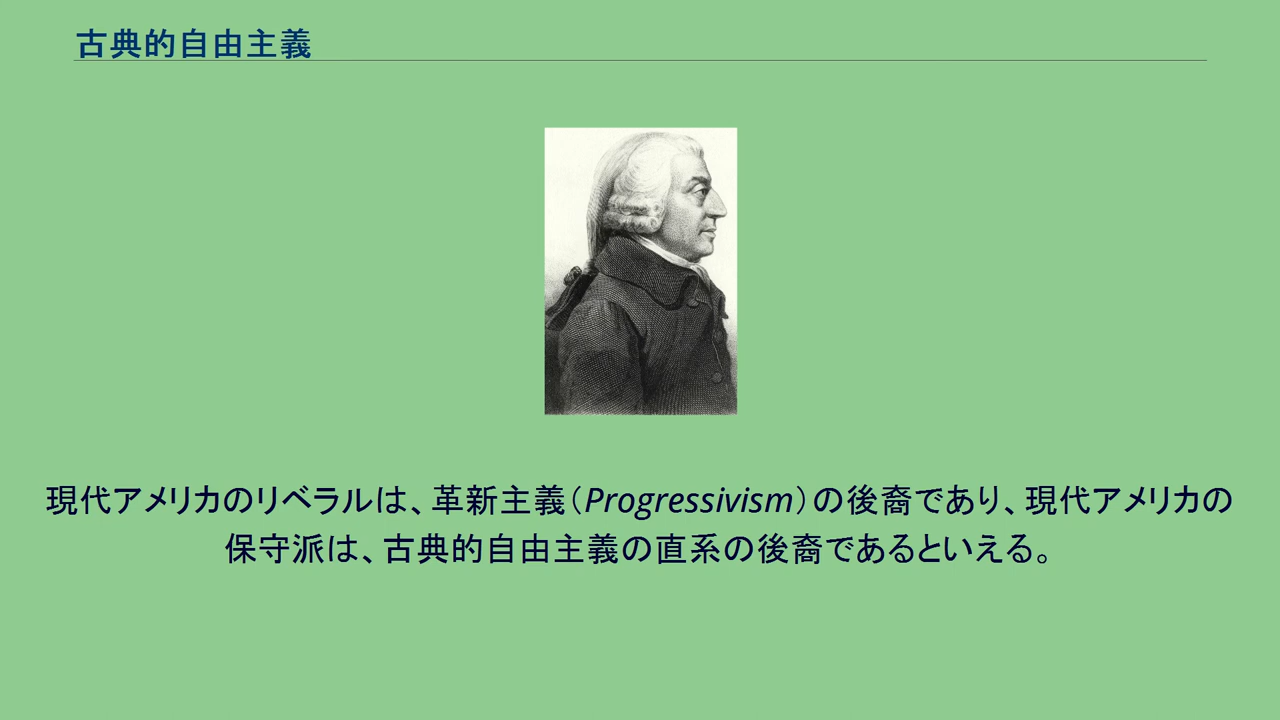 古典的自由主義
現代アメリカのリベラルは、革新主義（Progressivism）の後裔であり、現代アメリカの
保守派は、古典的自由主義の直系の後裔であるといえる。